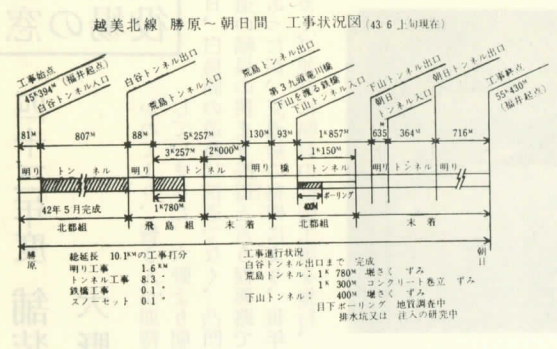 越美北線 勝原～朝日間 工事状況図 (43.6上旬現在)
工事始点
45ᴷ394ᴹ (福井起点)
白谷トンネル入口
白谷トンネル出口
荒島トンネル入口
荒島トンネル出口
第3九頭竜川橋
下山を渡る鉄橋
下山トンネル入口
下山トンネル出口
朝日
トンネル入口
朝日トンネル出口
工事終点
55ᴷ430ᴹ
(福井起点)
81ᴹ 807ᴹ 88ᴹ 5ᴷ257ᴹ 130ᴹ 93ᴹ 1ᴷ857ᴹ 635ᴹ 364ᴹ 716ᴹ
3ᴷ257ᴹ 2ᴷ000ᴹ 1ᴷ150ᴹ
明り トンネル 明り トンネル 明り 橋 トンネル 明り トンネル 明り
1ᴷ780ᴹ 400ᴹ ボーリング
42年5月完成
北都組 飛島組 未着 北都組 未着
勝原
朝日
総延長 10.1ᴷᴹの工事打分
明り工事 1.6ᴷᴹ
トンネル工事 8.3 〃
鉄橋工事 0.1 〃
スノーセット 0.1 〃
工事進行状況
白谷トンネル出口まで 完成
荒島トンネル: 1ᴷ 780ᴹ 堀さく ずみ
1ᴷ 300ᴹ コンクリート巻立 ずみ
下山トンネル: 400ᴹ 堀さく ずみ
目下ボーリング 地質調査中
排水坑又は 注入の研究中